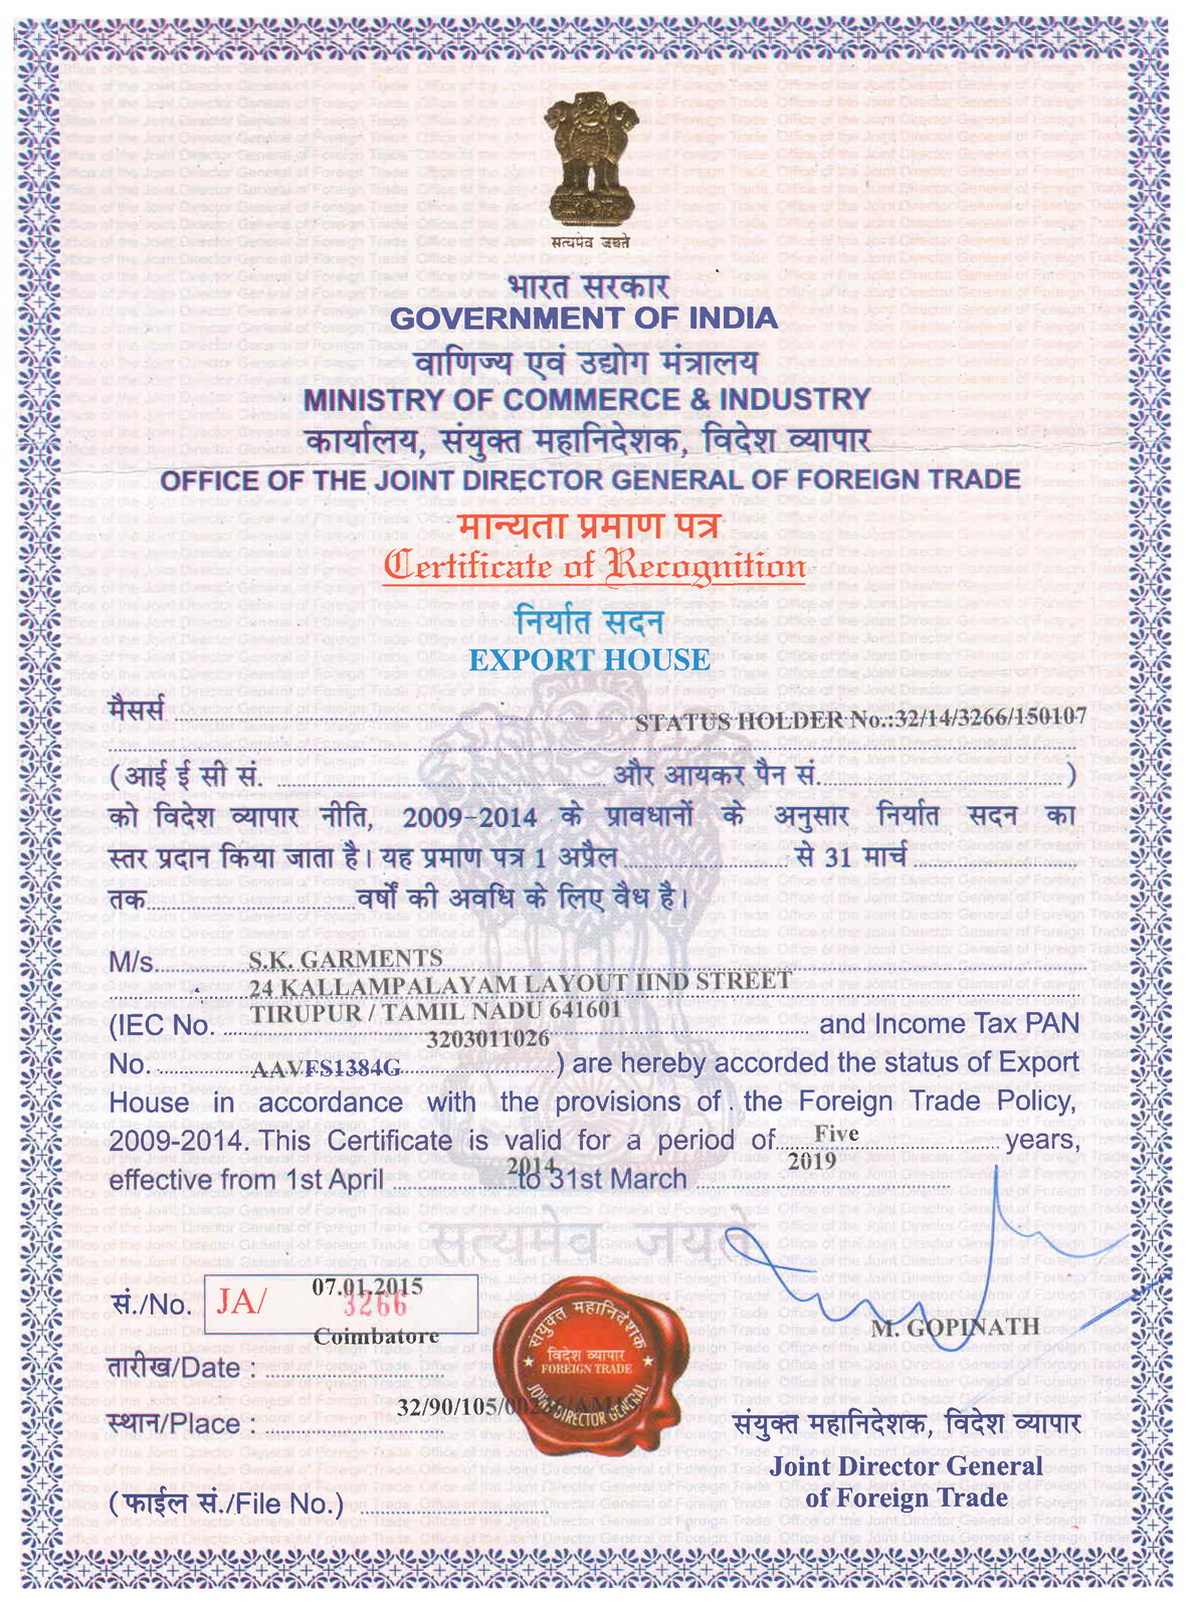 सत्यमेव जयते
भारत सरकार
GOVERNMENT OF INDIA
वाणिज्य एवं उद्योग मंत्रालय
MINISTRY OF COMMERCE & INDUSTRY
कार्यालय, संयुक्त महानिदेशक, विदेश व्यापार
OFFICE OF THE JOINT DIRECTOR GENERAL OF FOREIGN TRADE
मान्यता प्रमाण पत्र
Certificate of Recognition
निर्यात सदन
EXPORT HOUSE
मैसर्स
STATUS HOLDER No.:32/14/3266/150107
(आई ई सी सं. और आयकर पैन सं. )
को विदेश व्यापार नीति, 2009-2014 के प्रावधानों के अनुसार निर्यात सदन का
स्तर प्रदान किया जाता है। यह प्रमाण पत्र 1 अप्रैल से 31 मार्च
तक वर्षों की अवधि के लिए वैध है।
M/s. S.K. GARMENTS
24 KALLAMPALAYAM LAYOUT IIND STREET
TIRUPUR / TAMIL NADU 641601
(IEC No. 3203011026 and Income Tax PAN
No. AAVFS1384G ) are hereby accorded the status of Export
House in accordance with the provisions of the Foreign Trade Policy,
2009-2014. This Certificate is valid for a period of Five years,
effective from 1st April 2014 to 31st March 2019
सत्यमेव जयते
सं./No. JA/ 3266
07.01.2015
Coimbatore
तारीख/Date :
स्थान/Place :
32/90/105/00
(फाईल सं./File No.)
संयुक्त महानिदेशक
विदेश व्यापार
FOREIGN TRADE
JOINT DIRECTOR GENERAL
M. GOPINATH
संयुक्त महानिदेशक, विदेश व्यापार
Joint Director General
of Foreign Trade